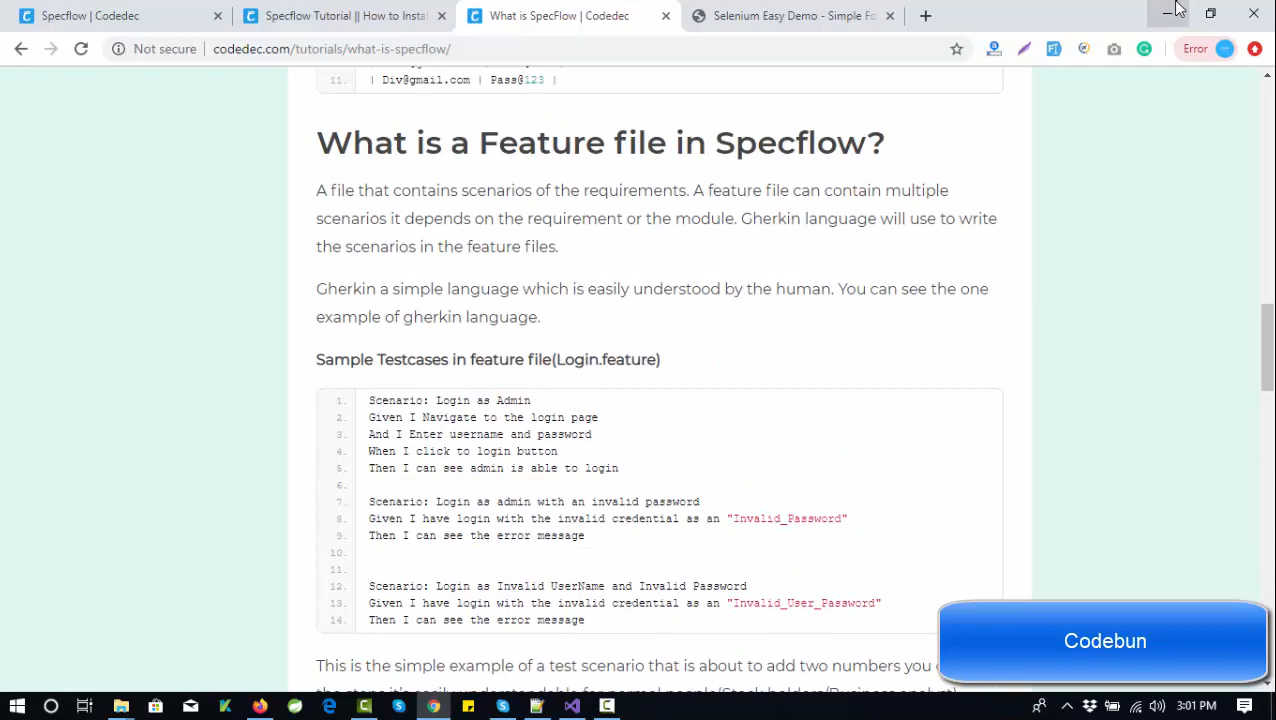 Specflow | Codedec
Specflow Tutorial || How to Instal
What is SpecFlow | Codedec
Selenium Easy Demo - Simple Fo
Not secure
codedec.com/tutorials/what-is-specflow/
Error
11. | Div@gmail.com | Pass@123 |
What is a Feature file in Specflow?
A file that contains scenarios of the requirements. A feature file can contain multiple
scenarios it depends on the requirement or the module. Gherkin language will use to write
the scenarios in the feature files.
Gherkin a simple language which is easily understood by the human. You can see the one
example of gherkin language.
Sample Testcases in feature file(Login.feature)
1. Scenario: Login as Admin
2. Given I Navigate to the login page
3. And I Enter username and password
4. When I click to login button
5. Then I can see admin is able to login
6.
7. Scenario: Login as admin with an invalid password
8. Given I have login with the invalid credential as an "Invalid_Password"
9. Then I can see the error message
10.
11.
12. Scenario: Login as Invalid UserName and Invalid Password
13. Given I have login with the invalid credential as an "Invalid_User_Password"
14. Then I can see the error message
Codebun
This is the simple example of a test scenario that is about to add two numbers you
3:01 PM